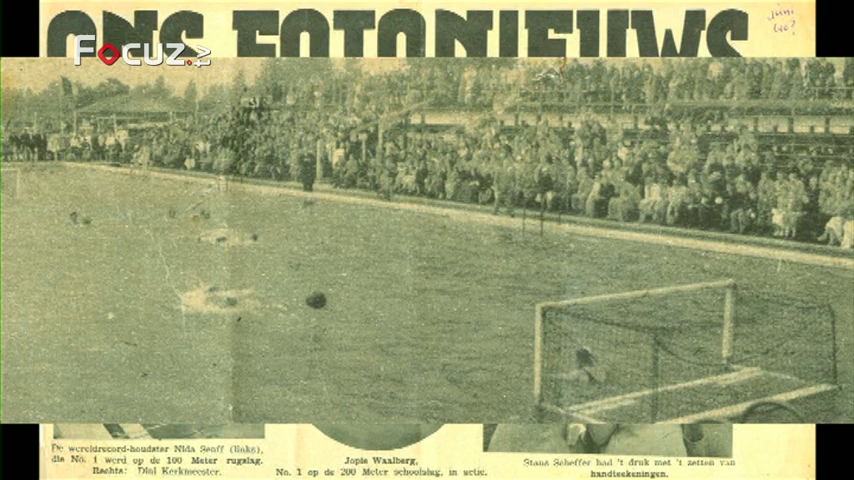 ONS FOTONIEUWS
Juni
FOCUZ.tv
De wereldrecord-houdster Nida Senff (links),
die No. 1 werd op de 100 Meter rugslag.
Rechts: Dini Kerkmeester.
Jopie Waalberg,
No. 1 op de 200 Meter schoolslag, in actie.
Stans Scheffer had 't druk met 't zetten van
handteekeningen.